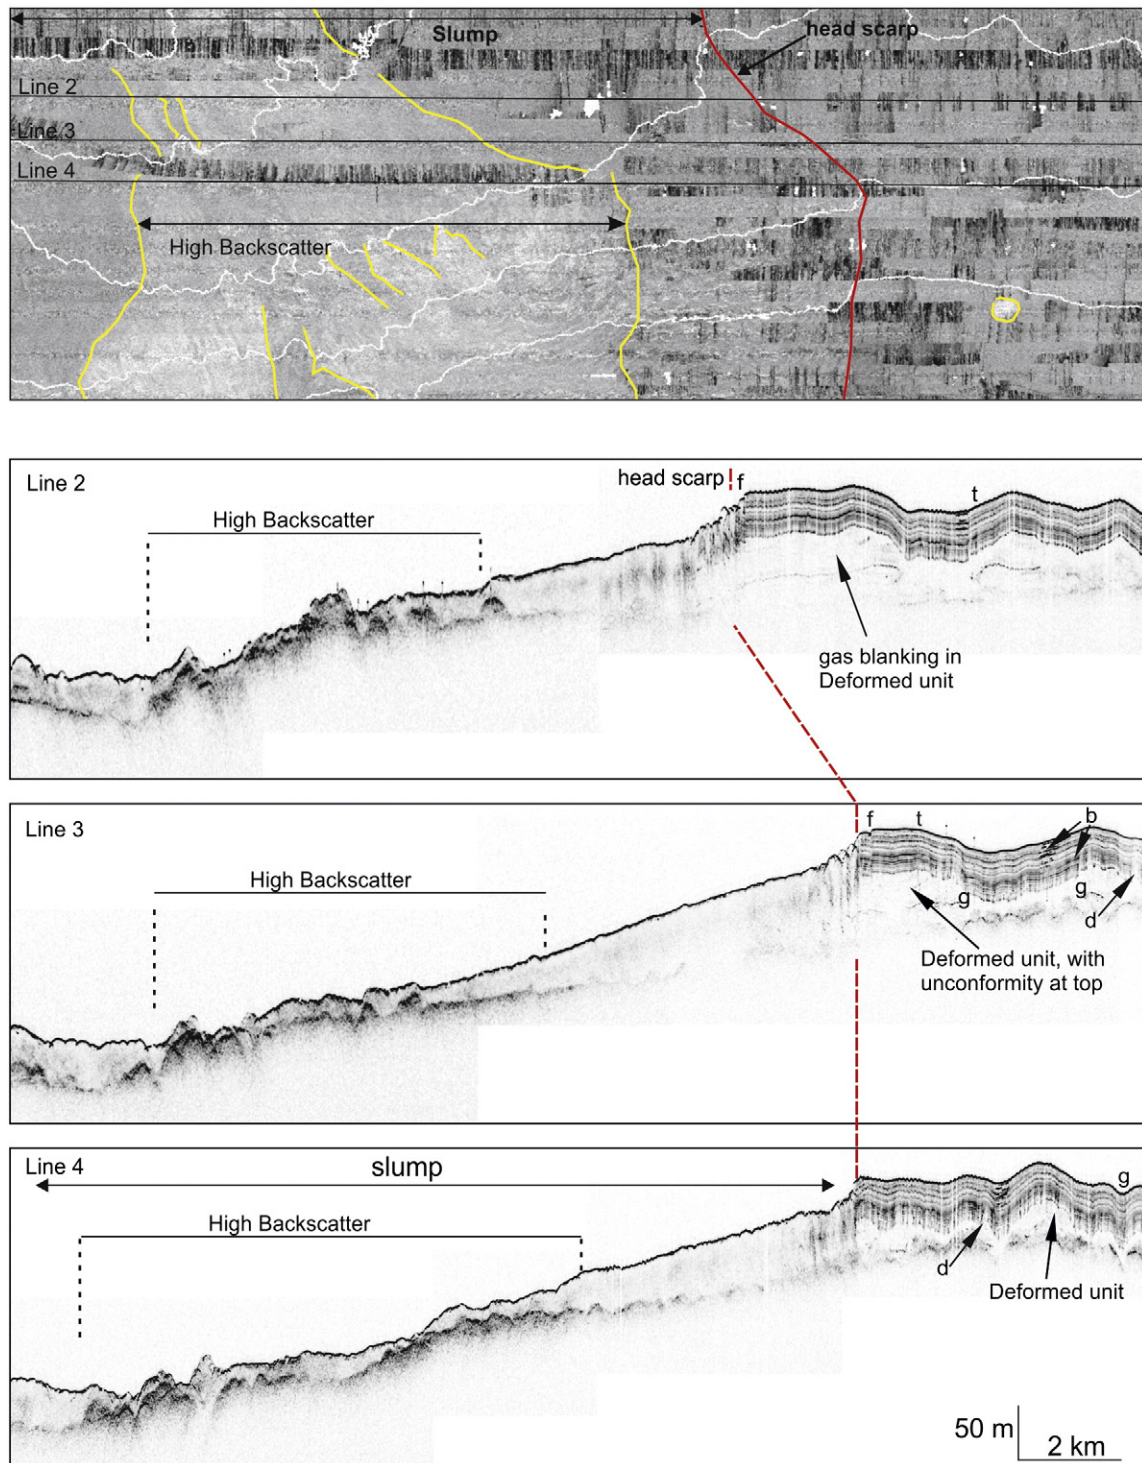 Slump
head scarp
Line 2
Line 3
Line 4
High Backscatter
Line 2
head scarp
f
High Backscatter
t
gas blanking in
Deformed unit
Line 3
f
t
b
High Backscatter
g
g
d
Deformed unit, with
unconformity at top
Line 4
slump
g
High Backscatter
d
Deformed unit
50 m
2 km